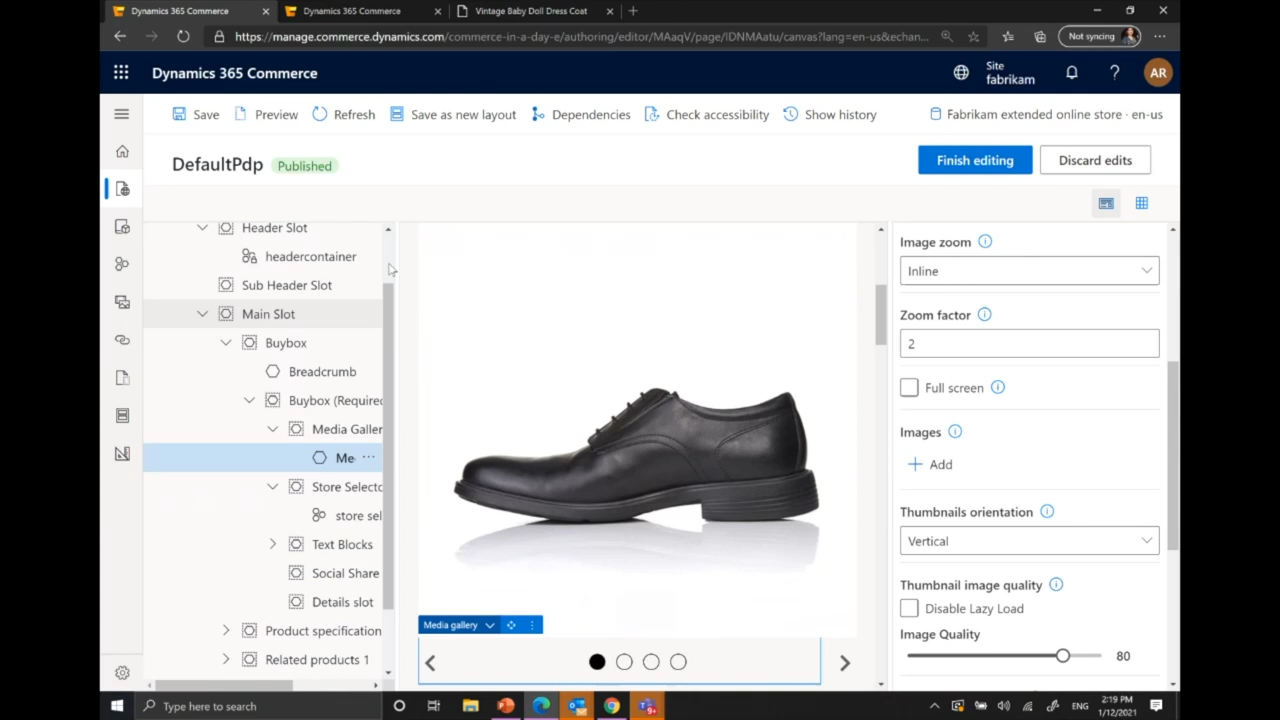 Dynamics 365 Commerce
Dynamics 365 Commerce
Vintage Baby Doll Dress Coat
https://manage.commerce.dynamics.com/commerce-in-a-day-e/authoring/editor/MAaqV/page/IDNMAatu/canvas?lang=en-us&echan...
Not syncing
Dynamics 365 Commerce
Site
fabrikam
?
AR
Save
Preview
Refresh
Save as new layout
Dependencies
Check accessibility
Show history
Fabrikam extended online store · en-us
DefaultPdp
Published
Finish editing
Discard edits
Header Slot
headercontainer
Sub Header Slot
Main Slot
Buybox
Breadcrumb
Buybox (Require
Media Galler
Me
Store Selecto
store sel
Text Blocks
Social Share
Details slot
Product specification
Related products 1
Media gallery
Image zoom
Inline
Zoom factor
2
Full screen
Images
Add
Thumbnails orientation
Vertical
Thumbnail image quality
Disable Lazy Load
Image Quality
80
Type here to search
ENG
2:19 PM
1/12/2021